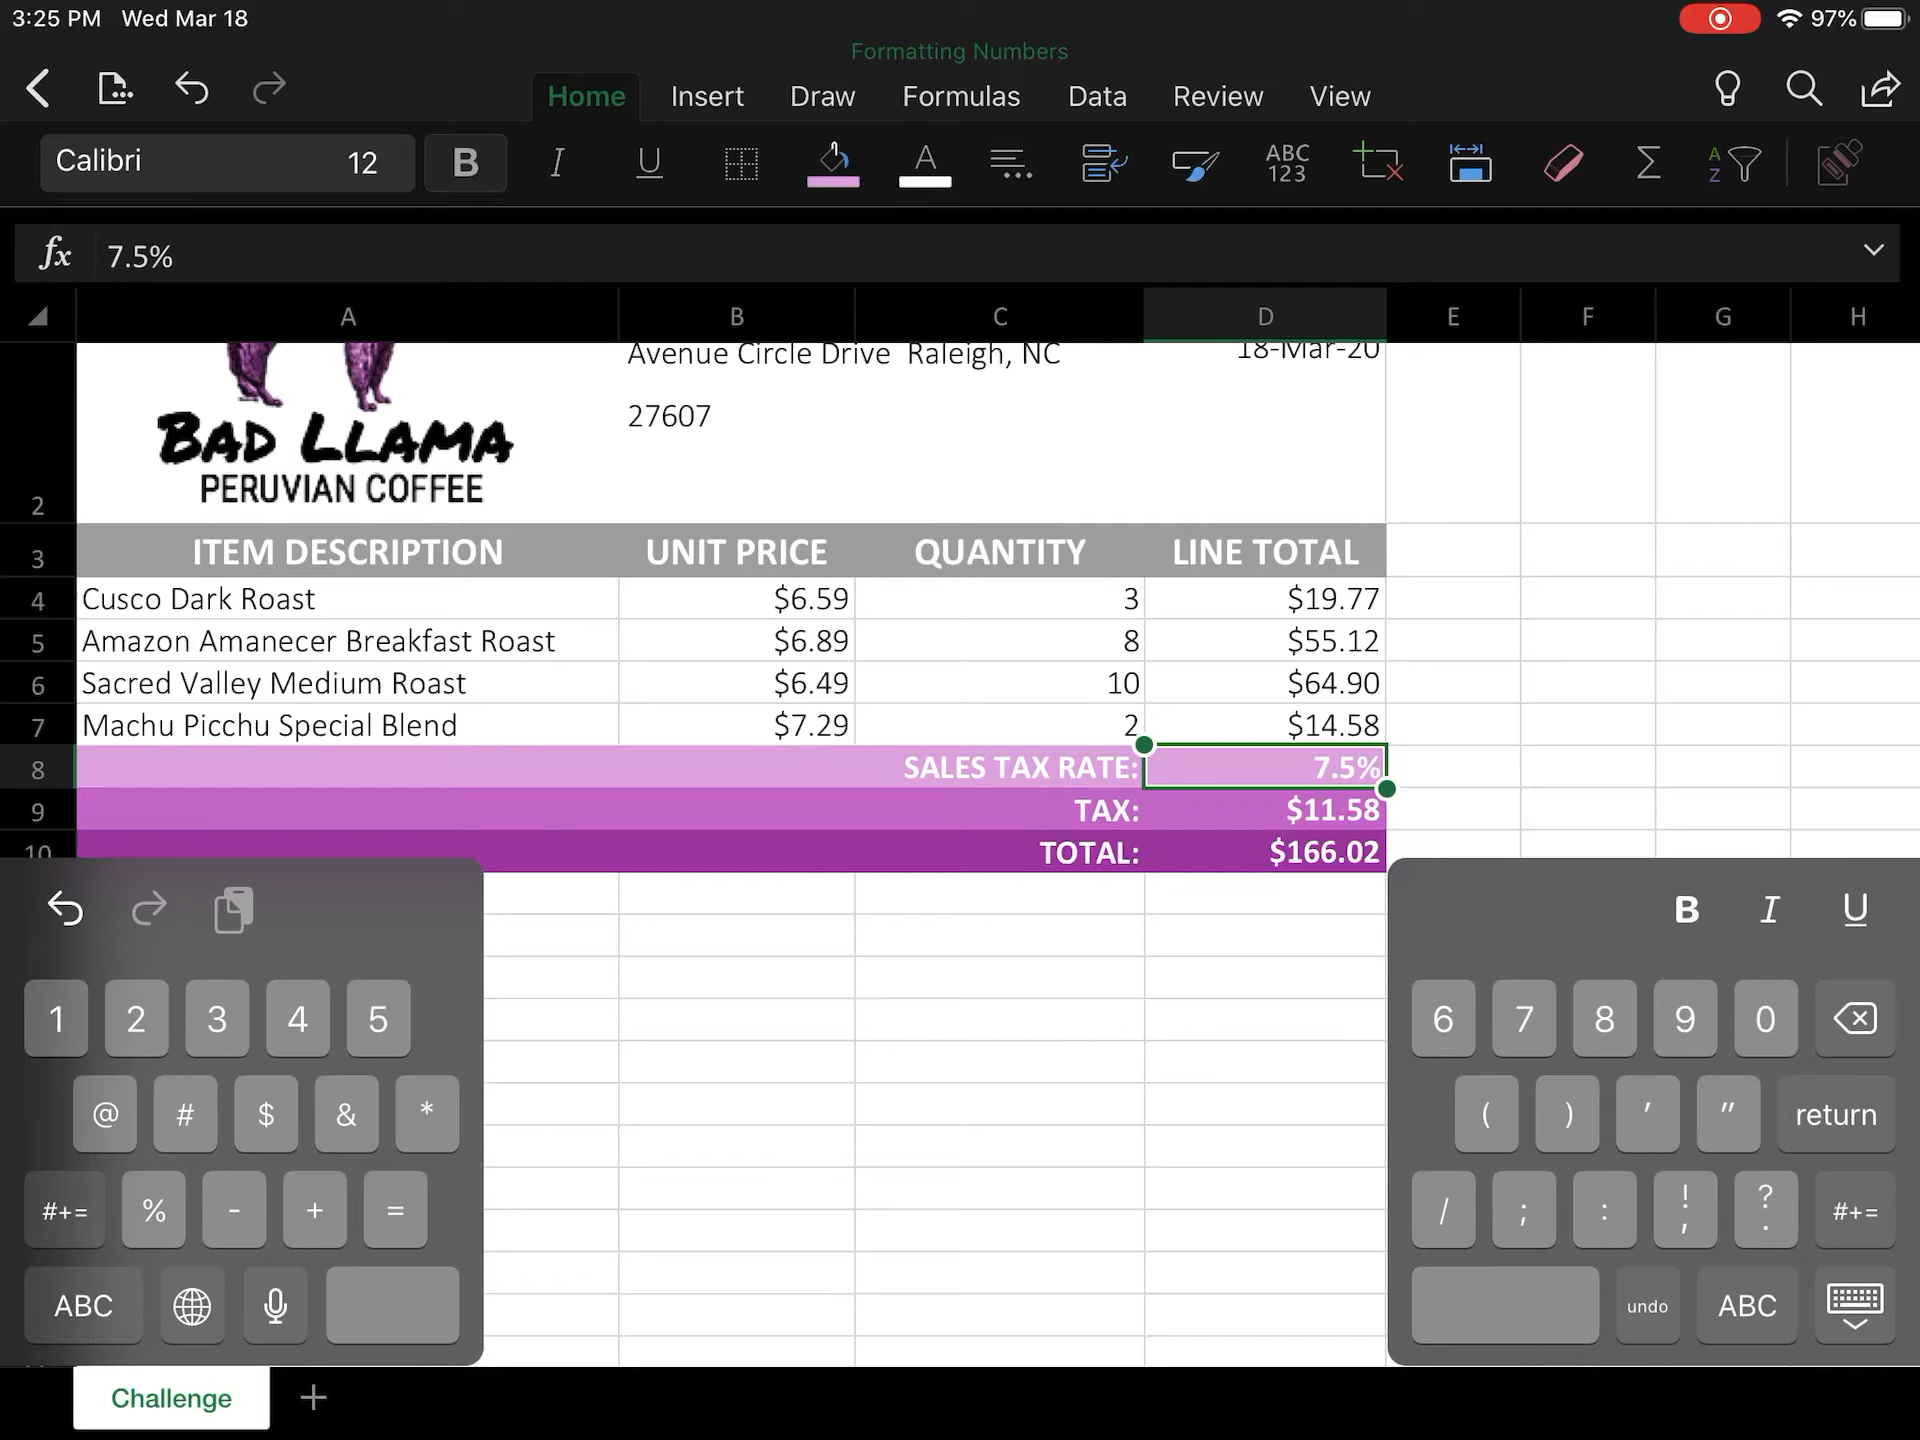 3:25 PM Wed Mar 18 97%
Formatting Numbers
Home Insert Draw Formulas Data Review View
Calibri 12 B I U A ABC 123 Σ A Z
fx 7.5%
A B C D E F G H
Avenue Circle Drive Raleigh, NC 18-Mar-20
27607
BAD LLAMA
PERUVIAN COFFEE
2
3 ITEM DESCRIPTION UNIT PRICE QUANTITY LINE TOTAL
4 Cusco Dark Roast $6.59 3 $19.77
5 Amazon Amanecer Breakfast Roast $6.89 8 $55.12
6 Sacred Valley Medium Roast $6.49 10 $64.90
7 Machu Picchu Special Blend $7.29 2 $14.58
8 SALES TAX RATE: 7.5%
9 TAX: $11.58
10 TOTAL: $166.02
B I U
1 2 3 4 5 6 7 8 9 0
@ # $ & * ( ) ' " return
#+= % - + = / ; : ! , ? . #+=
ABC undo ABC
Challenge +